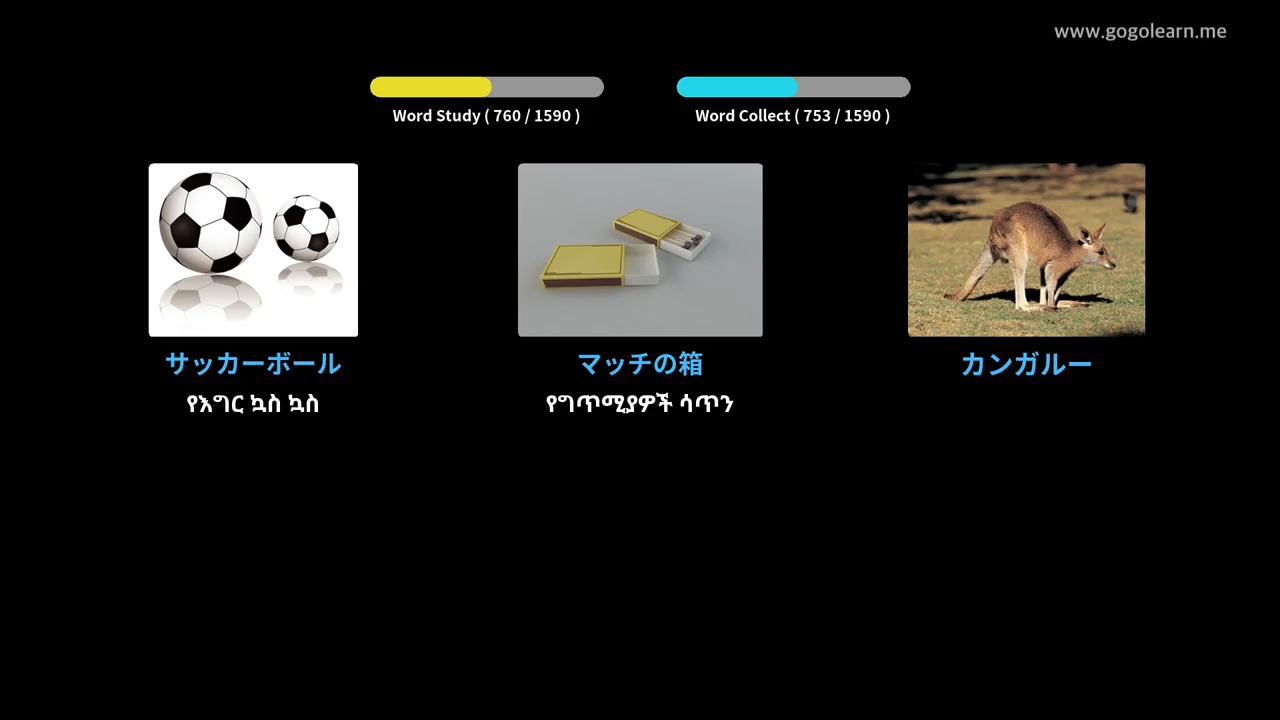 www.gogolearn.me
Word Study ( 760 / 1590 )
Word Collect ( 753 / 1590 )
サッカーボール
የእግር ኳስ ኳስ
マッチの箱
የግጥሚያዎች ሳጥን
カンガルー